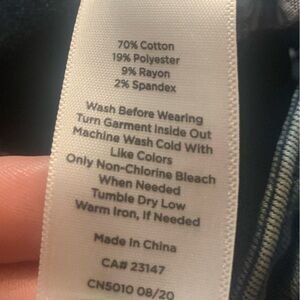 70% Cotton
19% Polyester
9% Rayon
2% Spandex
Wash Before Wearing
Turn Garment Inside Out
Machine Wash Cold With
Like Colors
Only Non-Chlorine Bleach
When Needed
Tumble Dry Low
Warm Iron, If Needed
Made In China
CA# 23147
CN5010 08/20